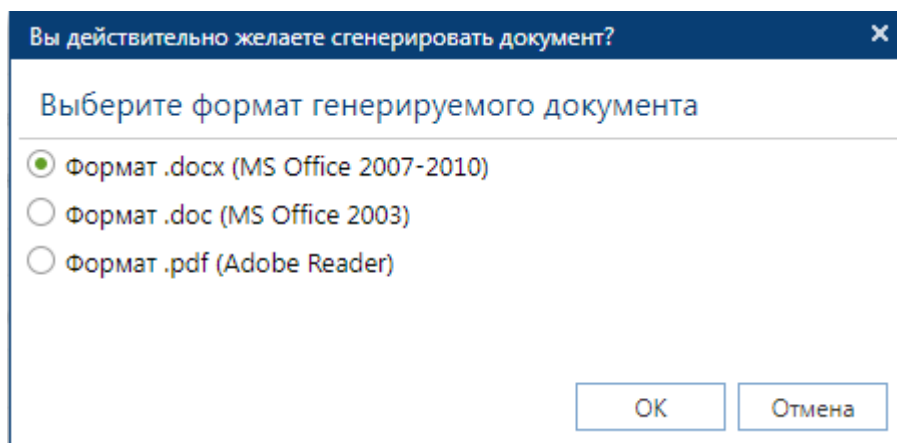 Вы действительно желаете сгенерировать документ?
Выберите формат генерируемого документа
Формат .docx (MS Office 2007-2010)
Формат .doc (MS Office 2003)
Формат .pdf (Adobe Reader)
ОК Отмена